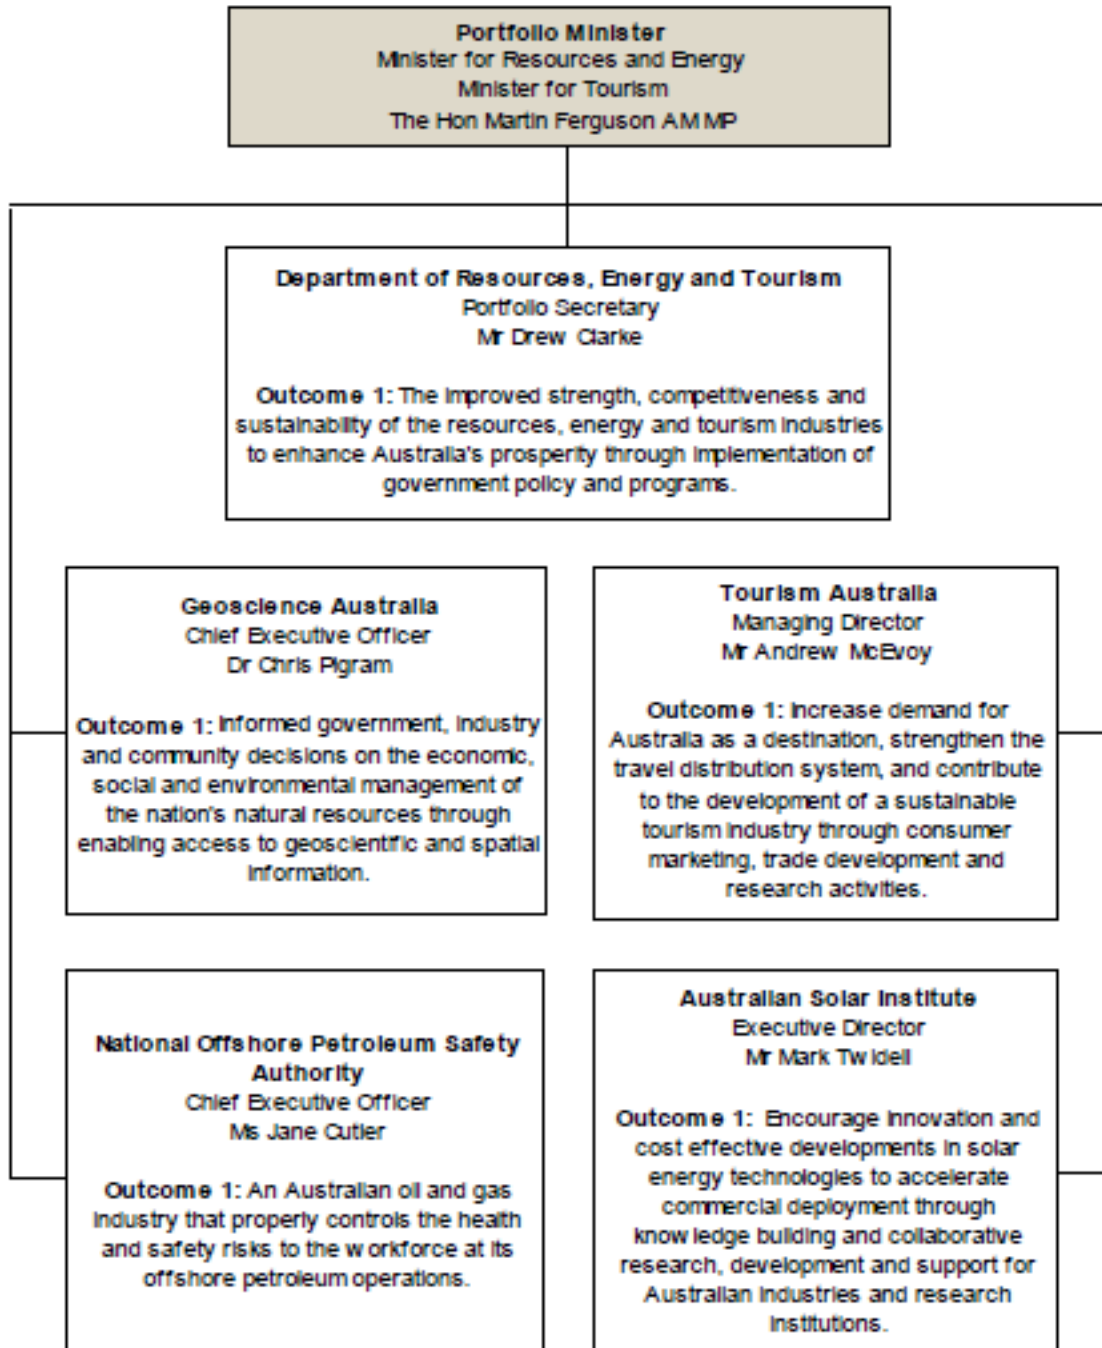 Portfolio Minister
Minister for Resources and Energy
Minister for Tourism
The Hon Martin Ferguson AM MP
Department of Resources, Energy and Tourism
Portfolio Secretary
Mr Drew Clarke
Outcome 1: The improved strength, competitiveness and
sustainability of the resources, energy and tourism industries
to enhance Australia's prosperity through implementation of
government policy and programs.
Geoscience Australia
Chief Executive Officer
Dr Chris Pigram
Outcome 1: Informed government, industry
and community decisions on the economic,
social and environmental management of
the nation's natural resources through
enabling access to geoscientific and spatial
information.
Tourism Australia
Managing Director
Mr Andrew McEvoy
Outcome 1: Increase demand for
Australia as a destination, strengthen the
travel distribution system, and contribute
to the development of a sustainable
tourism industry through consumer
marketing, trade development and
research activities.
National Offshore Petroleum Safety
Authority
Chief Executive Officer
Ms Jane Cutler
Outcome 1: An Australian oil and gas
industry that properly controls the health
and safety risks to the workforce at its
offshore petroleum operations.
Australian Solar Institute
Executive Director
Mr Mark Twidell
Outcome 1: Encourage innovation and
cost effective developments in solar
energy technologies to accelerate
commercial deployment through
knowledge building and collaborative
research, development and support for
Australian industries and research
institutions.